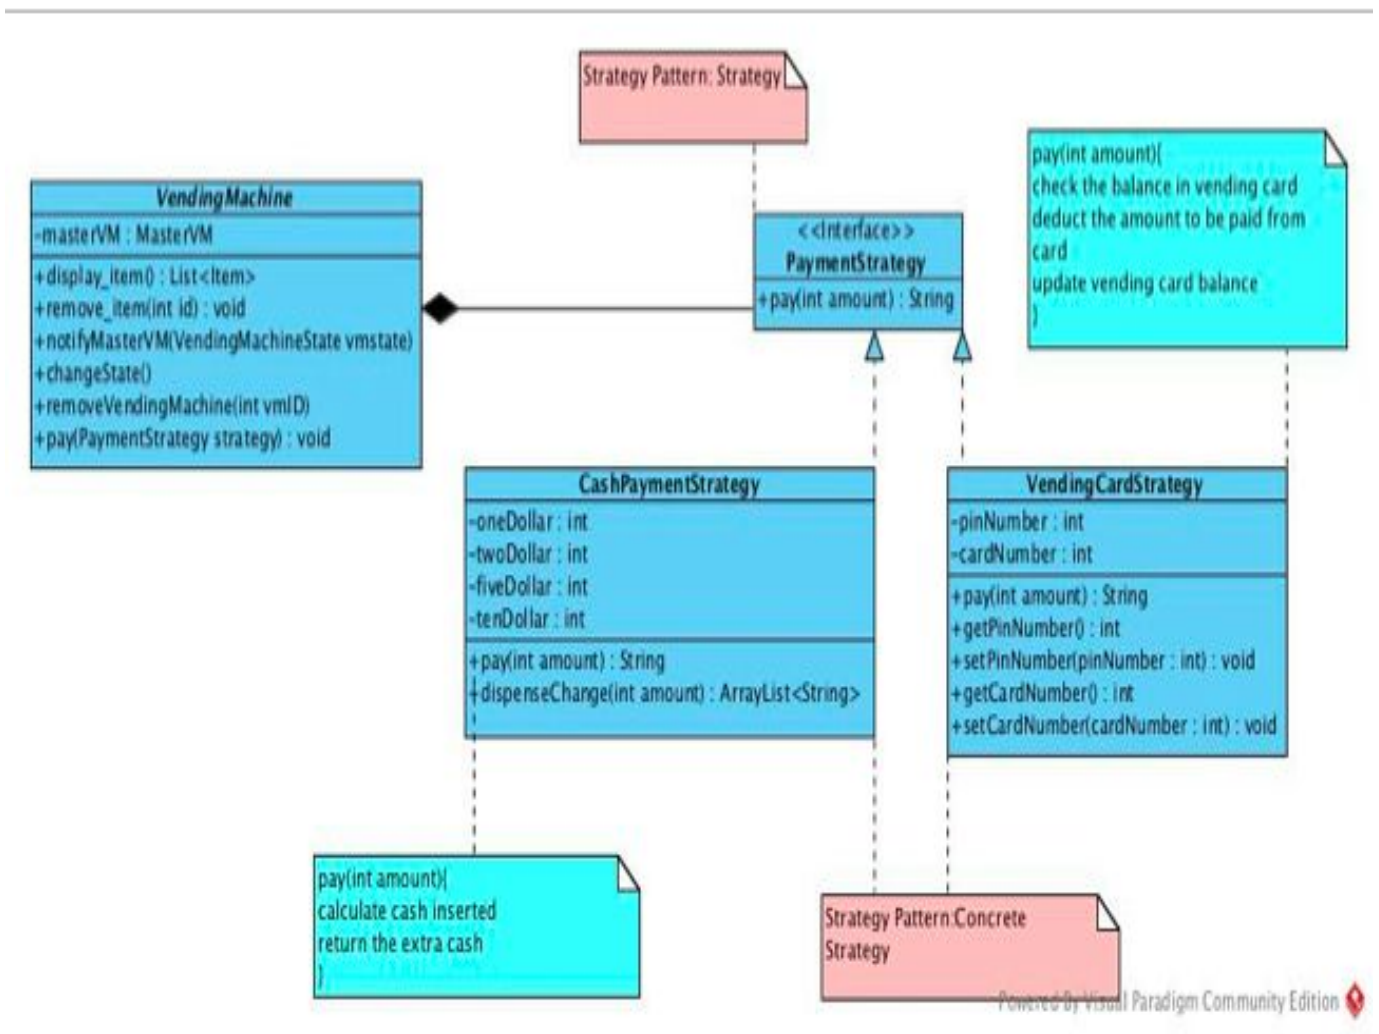 Strategy Pattern: Strategy
pay(int amount){
check the balance in vending card
deduct the amount to be paid from
card
update vending card balance
}
VendingMachine
-masterVM : MasterVM
+display_item() : List<Item>
+remove_item(int id) : void
+notifyMasterVM(VendingMachineState vmstate)
+changeState()
+removeVendingMachine(int vmID)
+pay(PaymentStrategy strategy) : void
<<Interface>>
PaymentStrategy
+pay(int amount) : String
CashPaymentStrategy
-oneDollar : int
-twoDollar : int
-fiveDollar : int
-tenDollar : int
+pay(int amount) : String
+dispenseChange(int amount) : ArrayList<String>
VendingCardStrategy
-pinNumber : int
-cardNumber : int
+pay(int amount) : String
+getPinNumber() : int
+setPinNumber(pinNumber : int) : void
+getCardNumber() : int
+setCardNumber(cardNumber : int) : void
pay(int amount){
calculate cash inserted
return the extra cash
}
Strategy Pattern:Concrete
Strategy
Powered By Visual Paradigm Community Edition